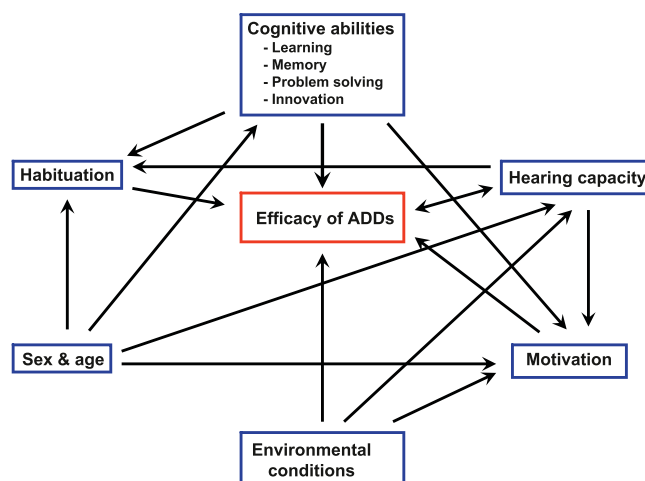 Cognitive abilities
- Learning
- Memory
- Problem solving
- Innovation
Habituation
Hearing capacity
Efficacy of ADDs
Sex & age
Motivation
Environmental
conditions